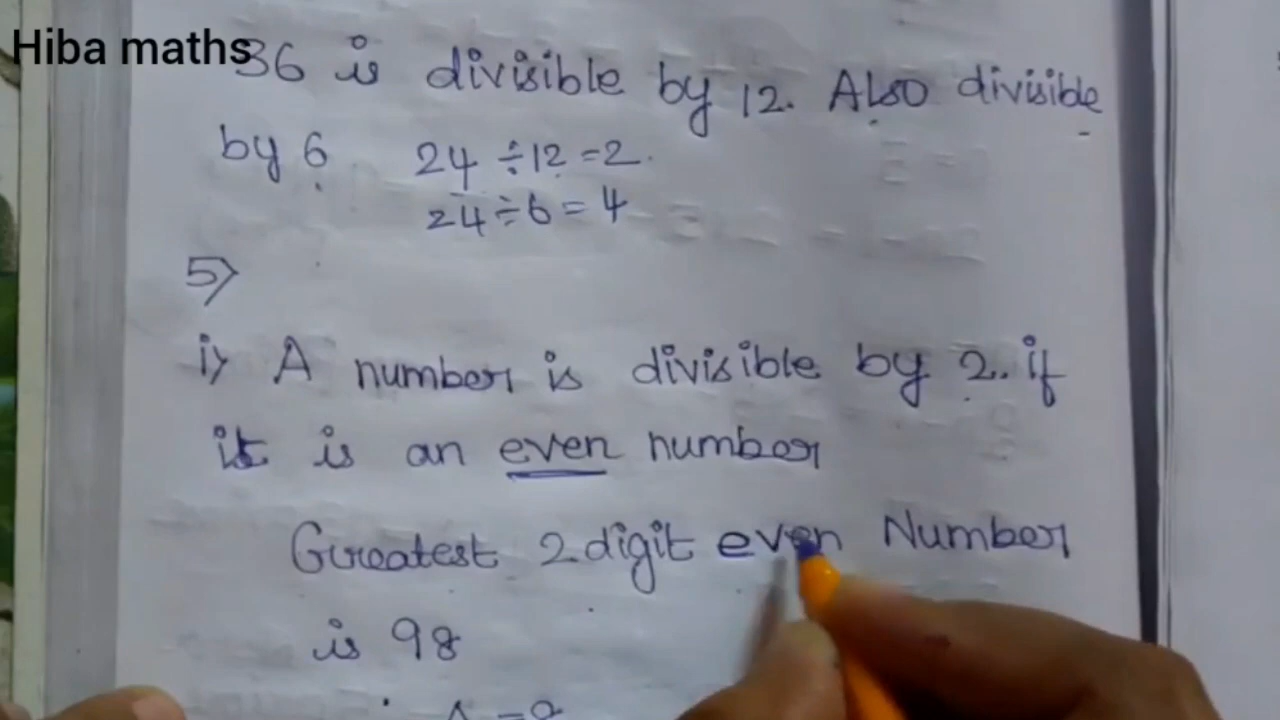 Hiba maths
36 is divisible by 12. Also divisible
by 6 24 ÷ 12 = 2.
24 ÷ 6 = 4
5)
i) A number is divisible by 2. if
it is an even number
Greatest 2 digit even Number
is 98